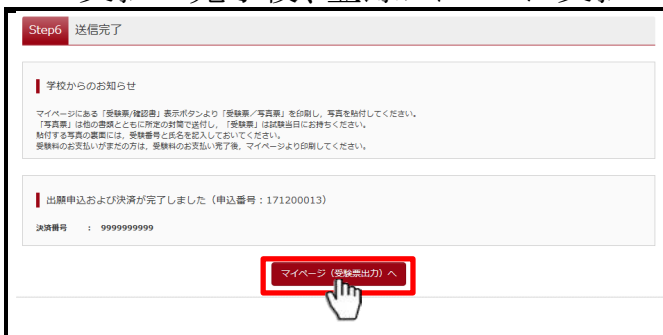 Step6 送信完了
学校からのお知らせ
マイページにある「受験票/確認書」表示ボタンより「受験票／写真票」を印刷し，写真を貼付してください。
「写真票」は他の書類とともに所定の封筒で送付し，「受験票」は試験当日にお持ちください。
貼付する写真の裏面には，受験番号と氏名を記入しておいてください。
受験料のお支払いがまだの方は，受験料のお支払い完了後，マイページより印刷してください。
出願申込および決済が完了しました（申込番号：171200013）
決済番号 ： 9999999999
マイページ（受験票出力）へ